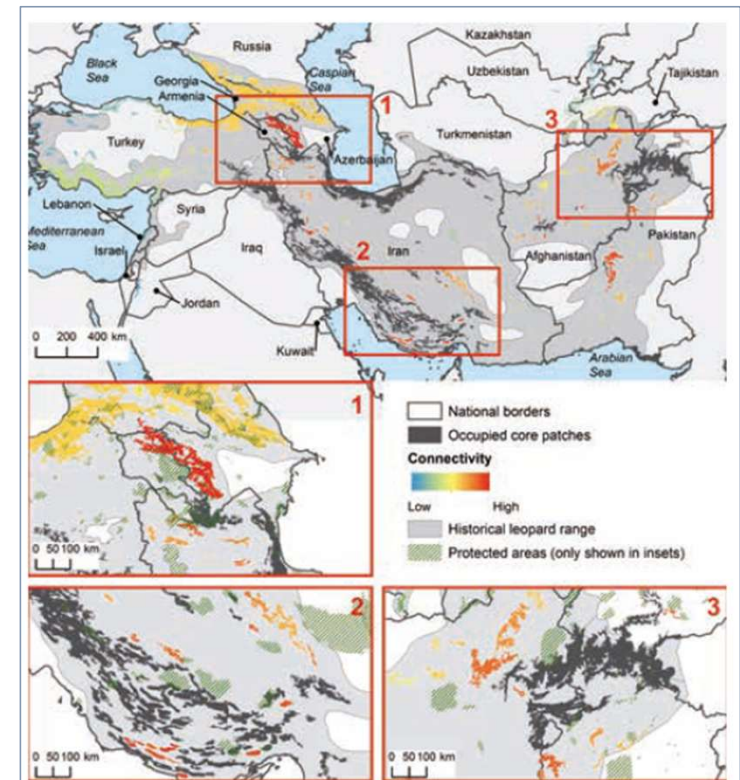 Russia
Kazakhstan
3
Black
Sea
Georgia
Armenia
Caspian
Sea
Uzbekistan
Tajikistan
1
Turkmenistan
3
Turkey
Azerbaijan
Lebanon
Syria
Mediterranean
Sea
Israel
Iraq
2
Iran
Afghanistan
Pakistan
Jordan
0 200 400 km
Kuwait
Arabian
Sea
1
0 50 100 km
National borders
Occupied core patches
Connectivity
Low High
Historical leopard range
Protected areas (only shown in insets)
2
0 50 100 km
3
0 50 100 km